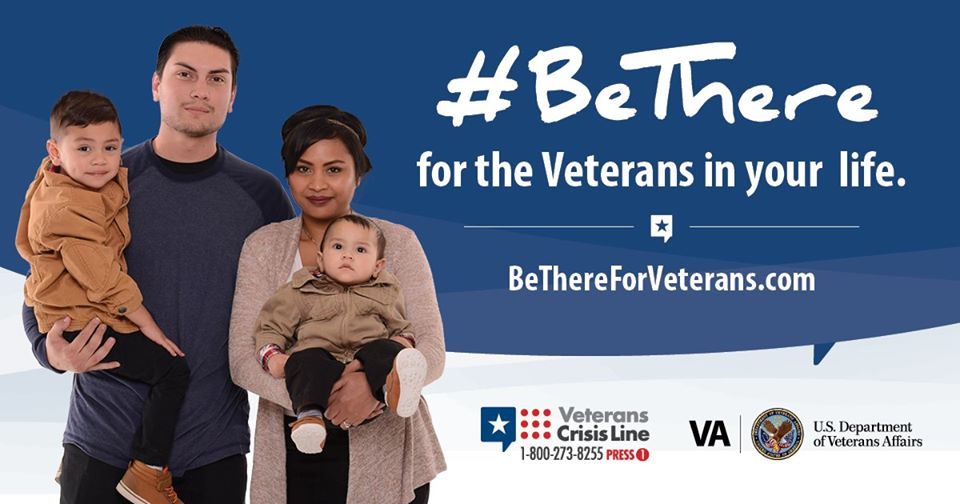 #BeThere
for the Veterans in your life.
BeThereForVeterans.com
Veterans
Crisis Line
1-800-273-8255 PRESS 1
VA
U.S. Department
of Veterans Affairs